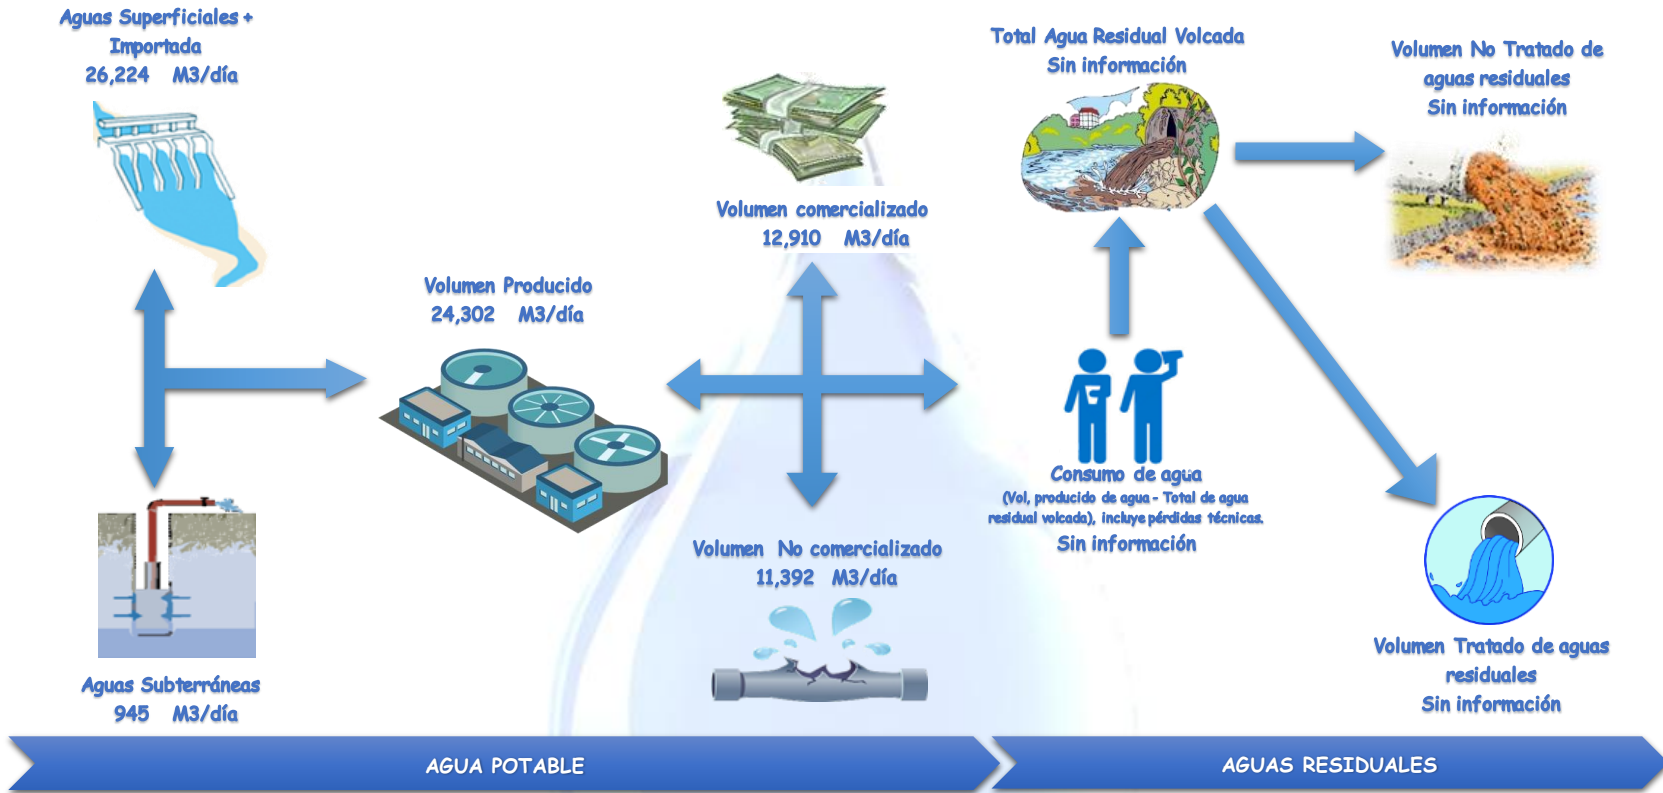 Aguas Superficiales +
Importada
26,224 M3/día
Aguas Subterráneas
945 M3/día
Volumen Producido
24,302 M3/día
Volumen comercializado
12,910 M3/día
Volumen No comercializado
11,392 M3/día
Total Agua Residual Volcada
Sin información
Consumo de agua
(Vol, producido de agua - Total de agua
residual volcada), incluye pérdidas técnicas.
Sin información
Volumen No Tratado de
aguas residuales
Sin información
Volumen Tratado de aguas
residuales
Sin información
AGUA POTABLE
AGUAS RESIDUALES